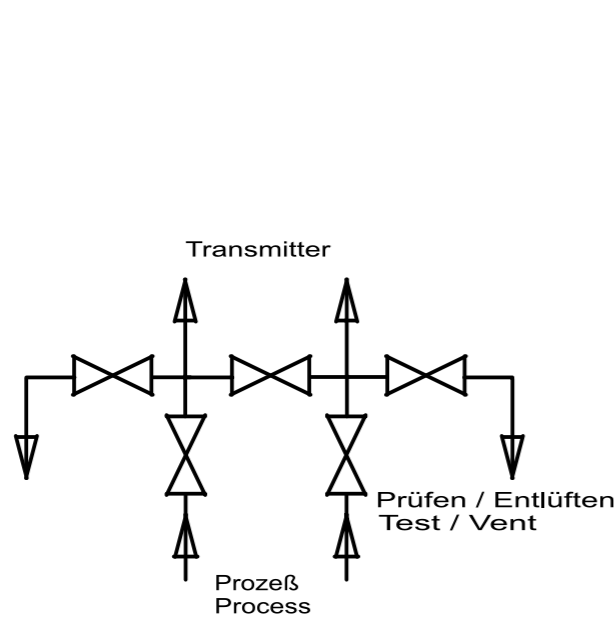 Transmitter
Prüfen / Entlüften
Test / Vent
Prozeß
Process